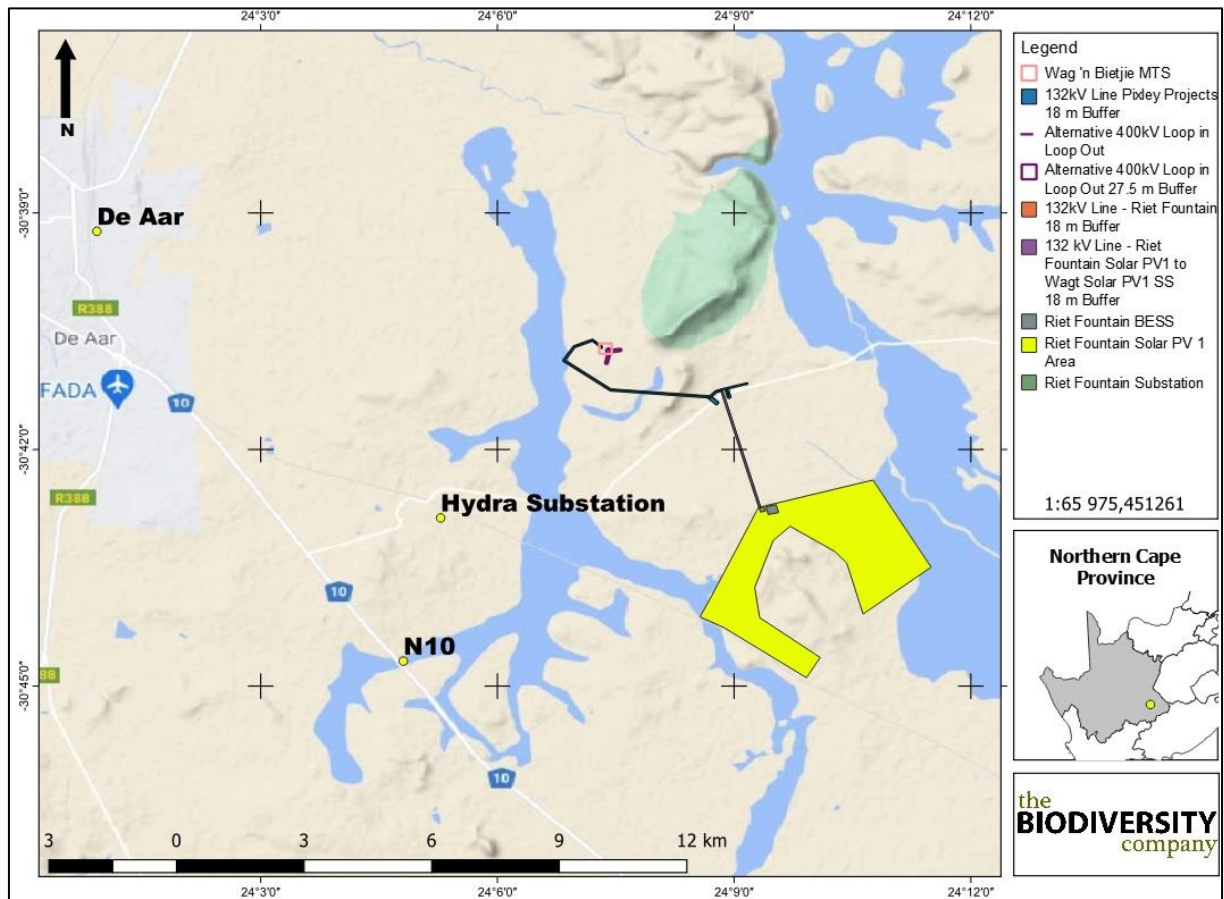 24°3'0" 24°6'0" 24°9'0" 24°12'0"
N
-30°39'0"
De Aar
R388
De Aar
FADA
10
-30°42'0"
R388
Hydra Substation
10
N10
88
-30°45'0"
10
3 0 3 6 9 12 km
24°3'0" 24°6'0" 24°9'0" 24°12'0"
Legend
Wag 'n Bietjie MTS
132kV Line Pixley Projects
18 m Buffer
Alternative 400kV Loop in
Loop Out
Alternative 400kV Loop in
Loop Out 27.5 m Buffer
132kV Line - Riet Fountain
18 m Buffer
132 kV Line - Riet
Fountain Solar PV1 to
Wagt Solar PV1 SS
18 m Buffer
Riet Fountain BESS
Riet Fountain Solar PV 1
Area
Riet Fountain Substation
1:65 975,451261
Northern Cape
Province
the
BIODIVERSITY
company